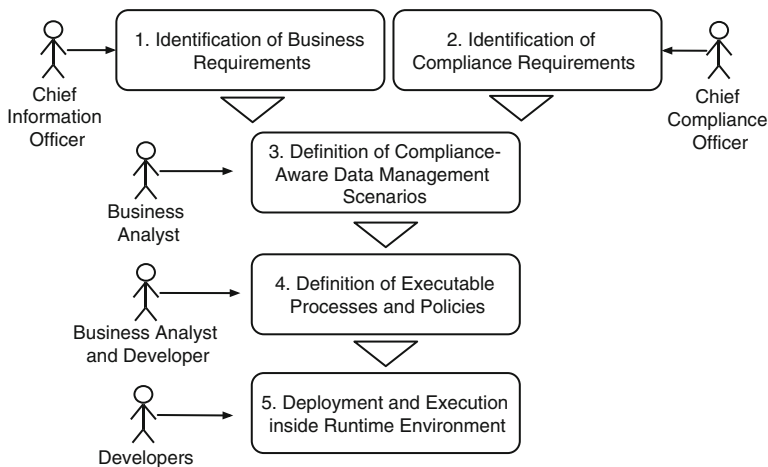 1. Identification of Business
Requirements
2. Identification of
Compliance Requirements
Chief
Information
Officer
Chief
Compliance
Officer
3. Definition of Compliance-
Aware Data Management
Scenarios
Business
Analyst
4. Definition of Executable
Processes and Policies
Business Analyst
and Developer
5. Deployment and Execution
inside Runtime Environment
Developers